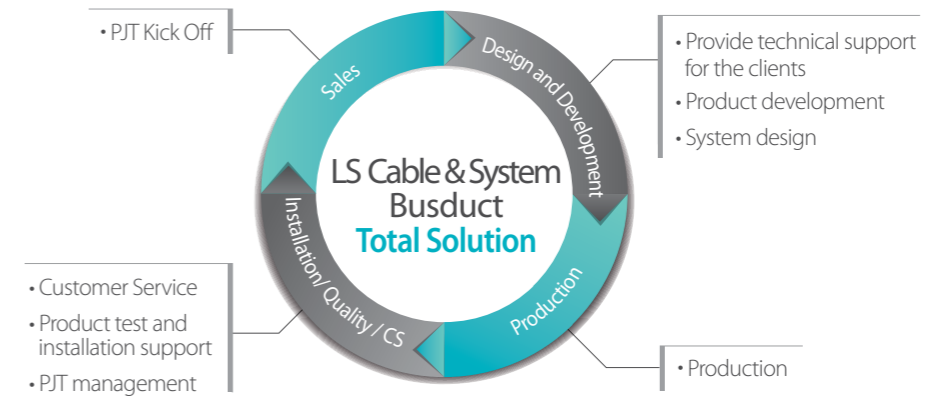 • PJT Kick Off
Sales
Design and Development
• Provide technical support
for the clients
• Product development
• System design
LS Cable & System
Busduct
Total Solution
Installation/ Quality / CS
Production
• Customer Service
• Product test and
installation support
• PJT management
• Production